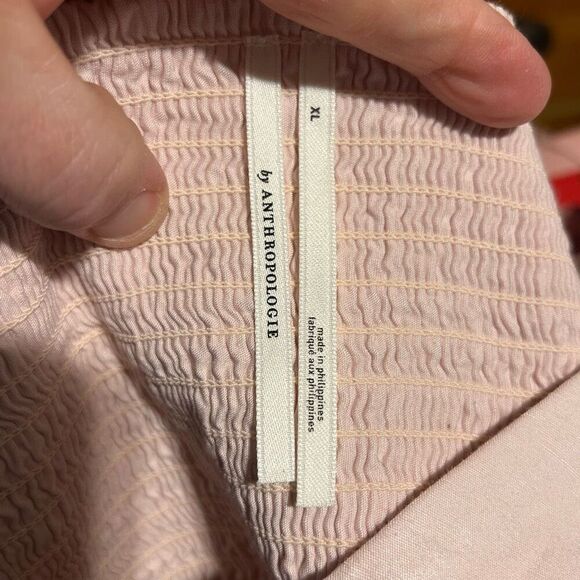 by ANTHROPOLOGIE
XL
made in philippines
fabriqué aux philippines